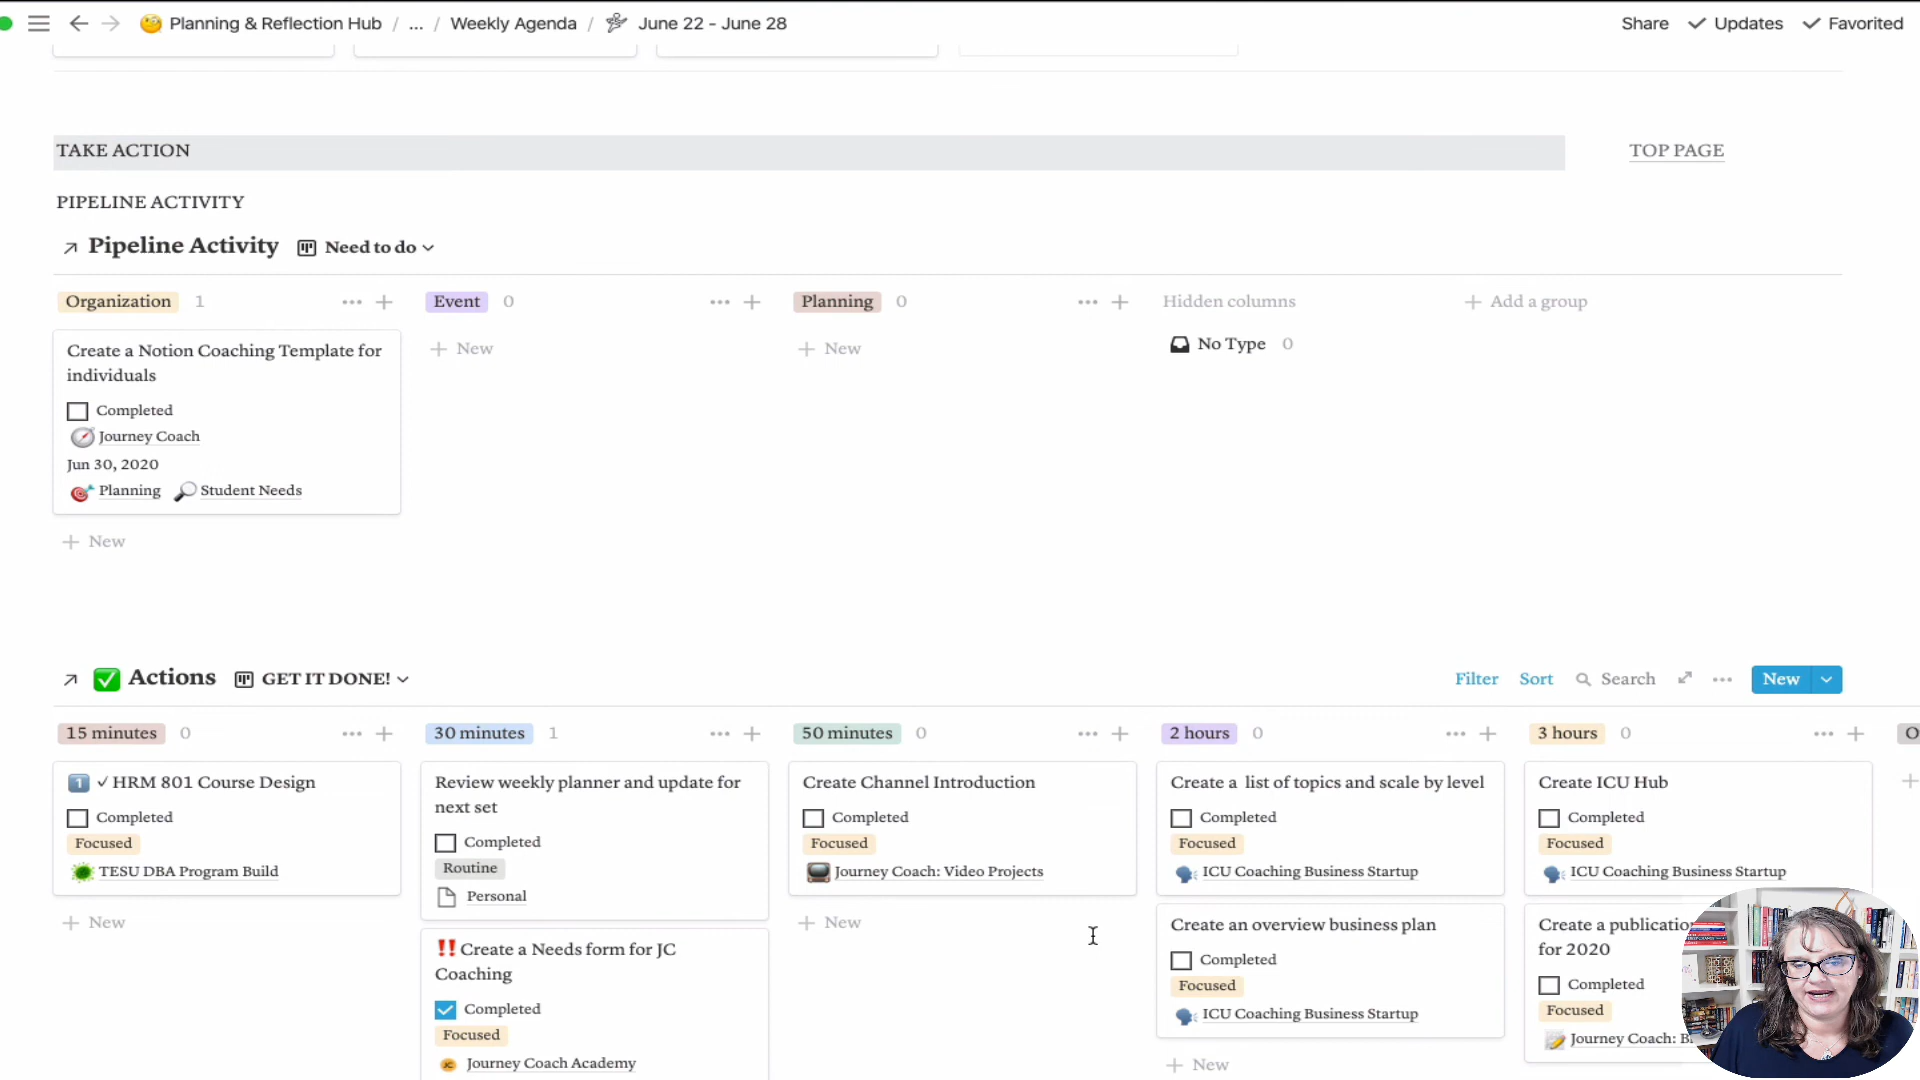 Planning & Reflection Hub / ... / Weekly Agenda / June 22 - June 28
Share Updates Favorited
TAKE ACTION
TOP PAGE
PIPELINE ACTIVITY
Pipeline Activity Need to do
Organization 1
Event 0
Planning 0
Hidden columns
Add a group
Create a Notion Coaching Template for
individuals
Completed
Journey Coach
Jun 30, 2020
Planning Student Needs
New
New
New
No Type 0
Actions GET IT DONE!
Filter Sort Search New
15 minutes 0
30 minutes 1
50 minutes 0
2 hours 0
3 hours 0
O
1 ✓ HRM 801 Course Design
Completed
Focused
TESU DBA Program Build
New
Review weekly planner and update for
next set
Completed
Routine
Personal
!! Create a Needs form for JC
Coaching
Completed
Focused
Journey Coach Academy
Create Channel Introduction
Completed
Focused
Journey Coach: Video Projects
New
Create a list of topics and scale by level
Completed
Focused
ICU Coaching Business Startup
Create an overview business plan
Completed
Focused
ICU Coaching Business Startup
New
Create ICU Hub
Completed
Focused
ICU Coaching Business Startup
Create a publicatio
for 2020
Completed
Focused
Journey Coach: B